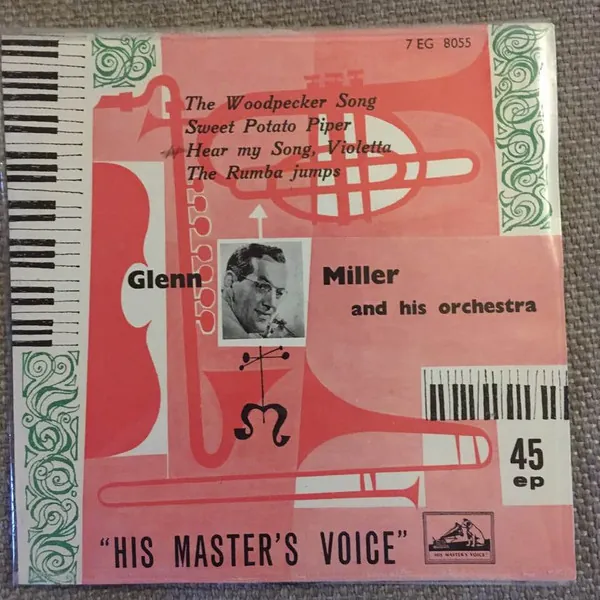 7 EG 8055
The Woodpecker Song
Sweet Potato Piper
Hear my Song, Violetta
The Rumba jumps
Glenn Miller
and his orchestra
45
ep
"HIS MASTER'S VOICE"
"HIS MASTER'S VOICE"